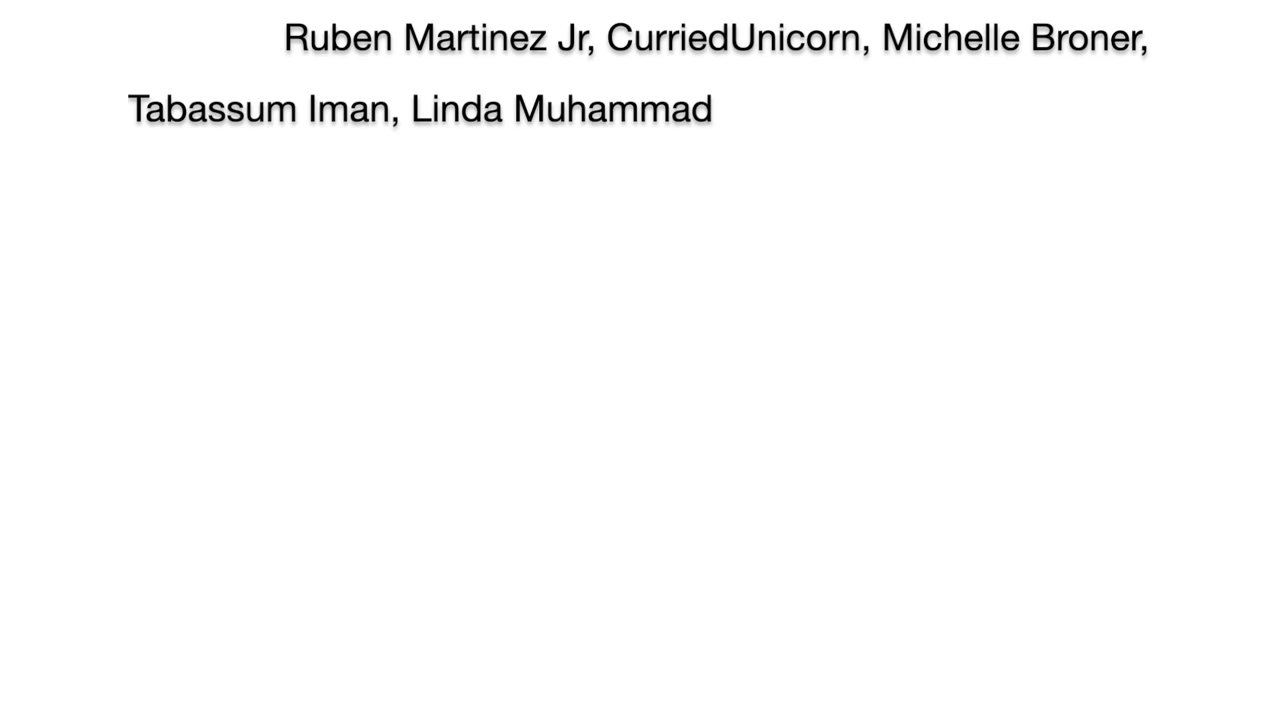 Ruben Martinez Jr, CurriedUnicorn, Michelle Broner,
Tabassum Iman, Linda Muhammad